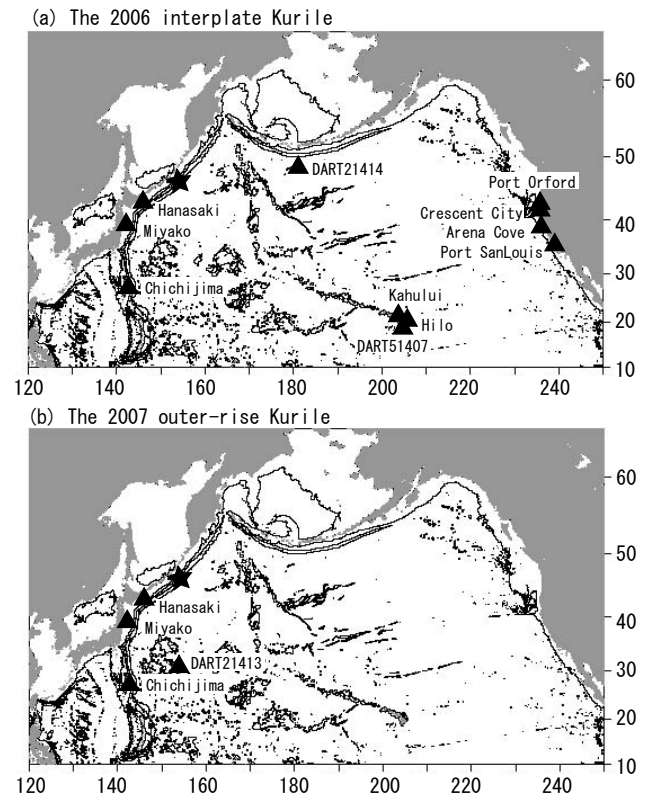 (a) The 2006 interplate Kurile
60
50
DART21414
Port Orford
Hanasaki
Crescent City
40
Miyako
Arena Cove
Port SanLouis
30
Chichijima
Kahului
Hilo
20
DART51407
10
120 140 160 180 200 220 240
(b) The 2007 outer-rise Kurile
60
50
Hanasaki
40
Miyako
DART21413
30
Chichijima
20
10
120 140 160 180 200 220 240